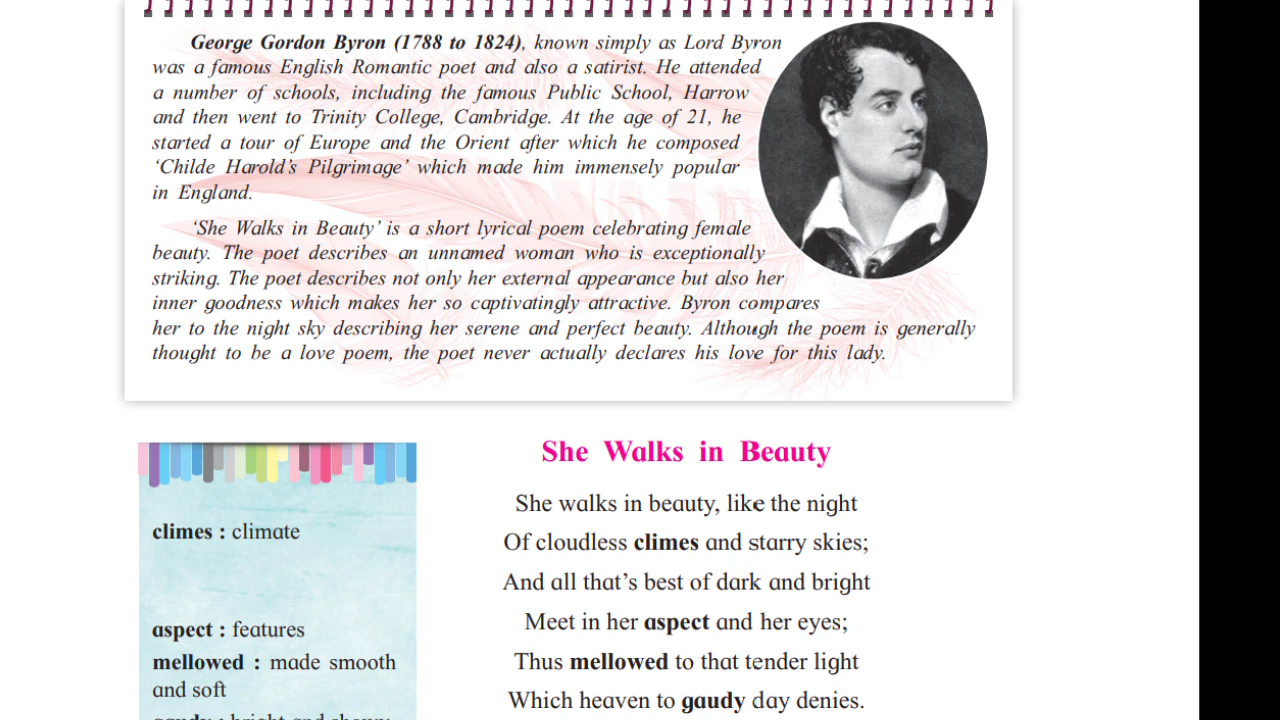 George Gordon Byron (1788 to 1824), known simply as Lord Byron
was a famous English Romantic poet and also a satirist. He attended
a number of schools, including the famous Public School, Harrow
and then went to Trinity College, Cambridge. At the age of 21, he
started a tour of Europe and the Orient after which he composed
‘Childe Harold’s Pilgrimage’ which made him immensely popular
in England.
‘She Walks in Beauty’ is a short lyrical poem celebrating female
beauty. The poet describes an unnamed woman who is exceptionally
striking. The poet describes not only her external appearance but also her
inner goodness which makes her so captivatingly attractive. Byron compares
her to the night sky describing her serene and perfect beauty. Although the poem is generally
thought to be a love poem, the poet never actually declares his love for this lady.
climes : climate
aspect : features
mellowed : made smooth
and soft
gaudy : bright and showy
She Walks in Beauty
She walks in beauty, like the night
Of cloudless climes and starry skies;
And all that’s best of dark and bright
Meet in her aspect and her eyes;
Thus mellowed to that tender light
Which heaven to gaudy day denies.